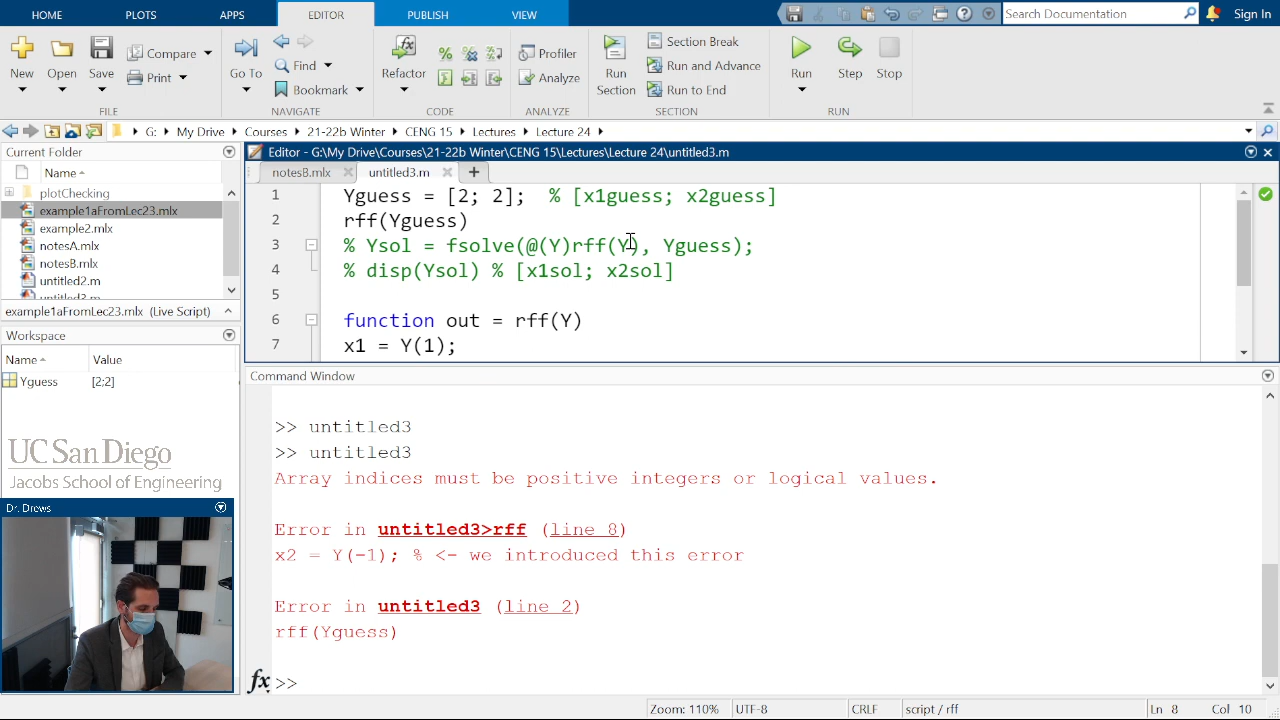 HOME PLOTS APPS EDITOR PUBLISH VIEW Search Documentation Sign In
New Open Save Compare Print Go To Find Bookmark Refactor Profiler Analyze Run Section Section Break Run and Advance Run to End Run Step Stop
FILE NAVIGATE CODE ANALYZE SECTION RUN
G: My Drive Courses 21-22b Winter CENG 15 Lectures Lecture 24
Current Folder
Name
plotChecking
example1aFromLec23.mlx
example2.mlx
notesA.mlx
notesB.mlx
untitled2.m
untitled3.m
example1aFromLec23.mlx (Live Script)
Workspace
Name Value
Yguess [2;2]
UC San Diego
Jacobs School of Engineering
Dr. Drews
Editor - G:\My Drive\Courses\21-22b Winter\CENG 15\Lectures\Lecture 24\untitled3.m
notesB.mlx untitled3.m
1 Yguess = [2; 2]; % [x1guess; x2guess]
2 rff(Yguess)
3 % Ysol = fsolve(@(Y)rff(Y), Yguess);
4 % disp(Ysol) % [x1sol; x2sol]
5
6 function out = rff(Y)
7 x1 = Y(1);
Command Window
>> untitled3
>> untitled3
Array indices must be positive integers or logical values.
Error in untitled3>rff (line 8)
x2 = Y(-1); % <- we introduced this error
Error in untitled3 (line 2)
rff(Yguess)
fx >>
Zoom: 110% UTF-8 CRLF script / rff Ln 8 Col 10